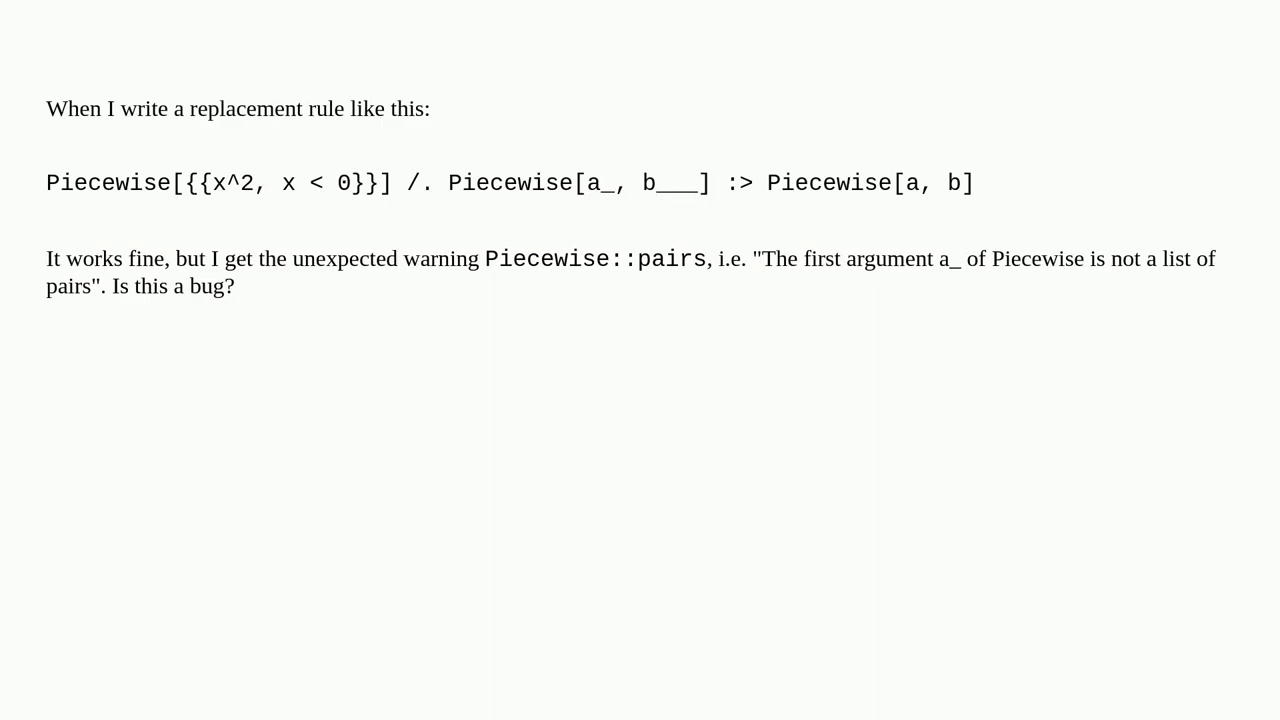 When I write a replacement rule like this:
Piecewise[{{x^2, x < 0}}] /. Piecewise[a_, b___] :> Piecewise[a, b]
It works fine, but I get the unexpected warning Piecewise::pairs, i.e. "The first argument a_ of Piecewise is not a list of
pairs". Is this a bug?